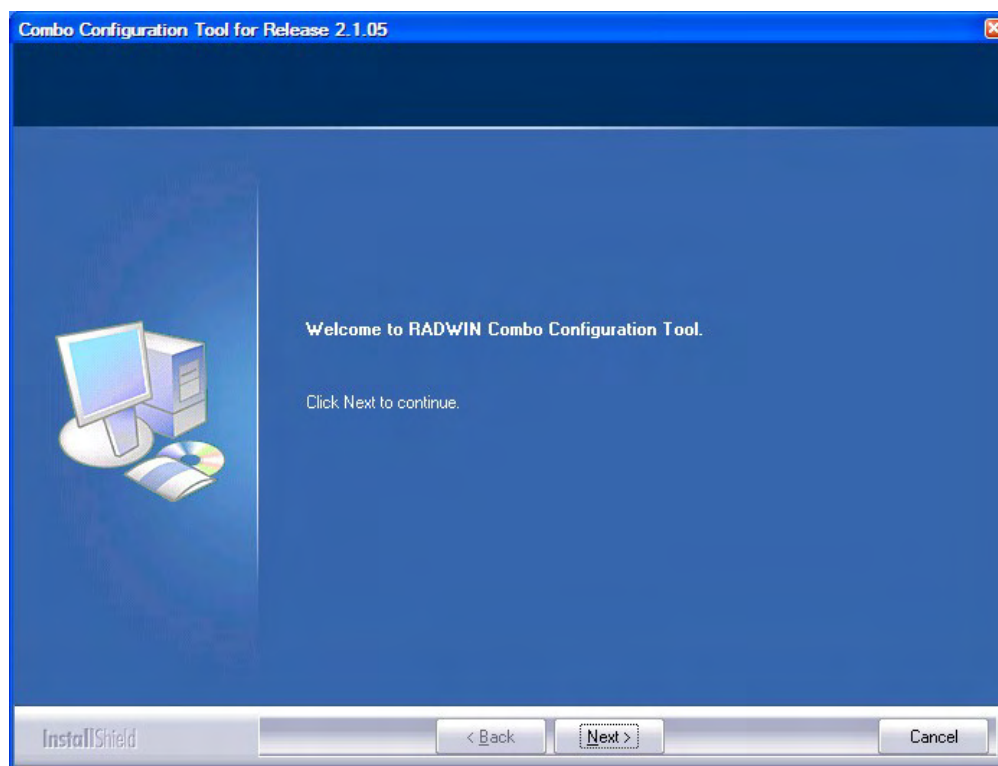 Combo Configuration Tool for Release 2.1.05
Welcome to RADWIN Combo Configuration Tool.
Click Next to continue.
InstallShield
< Back
Next >
Cancel